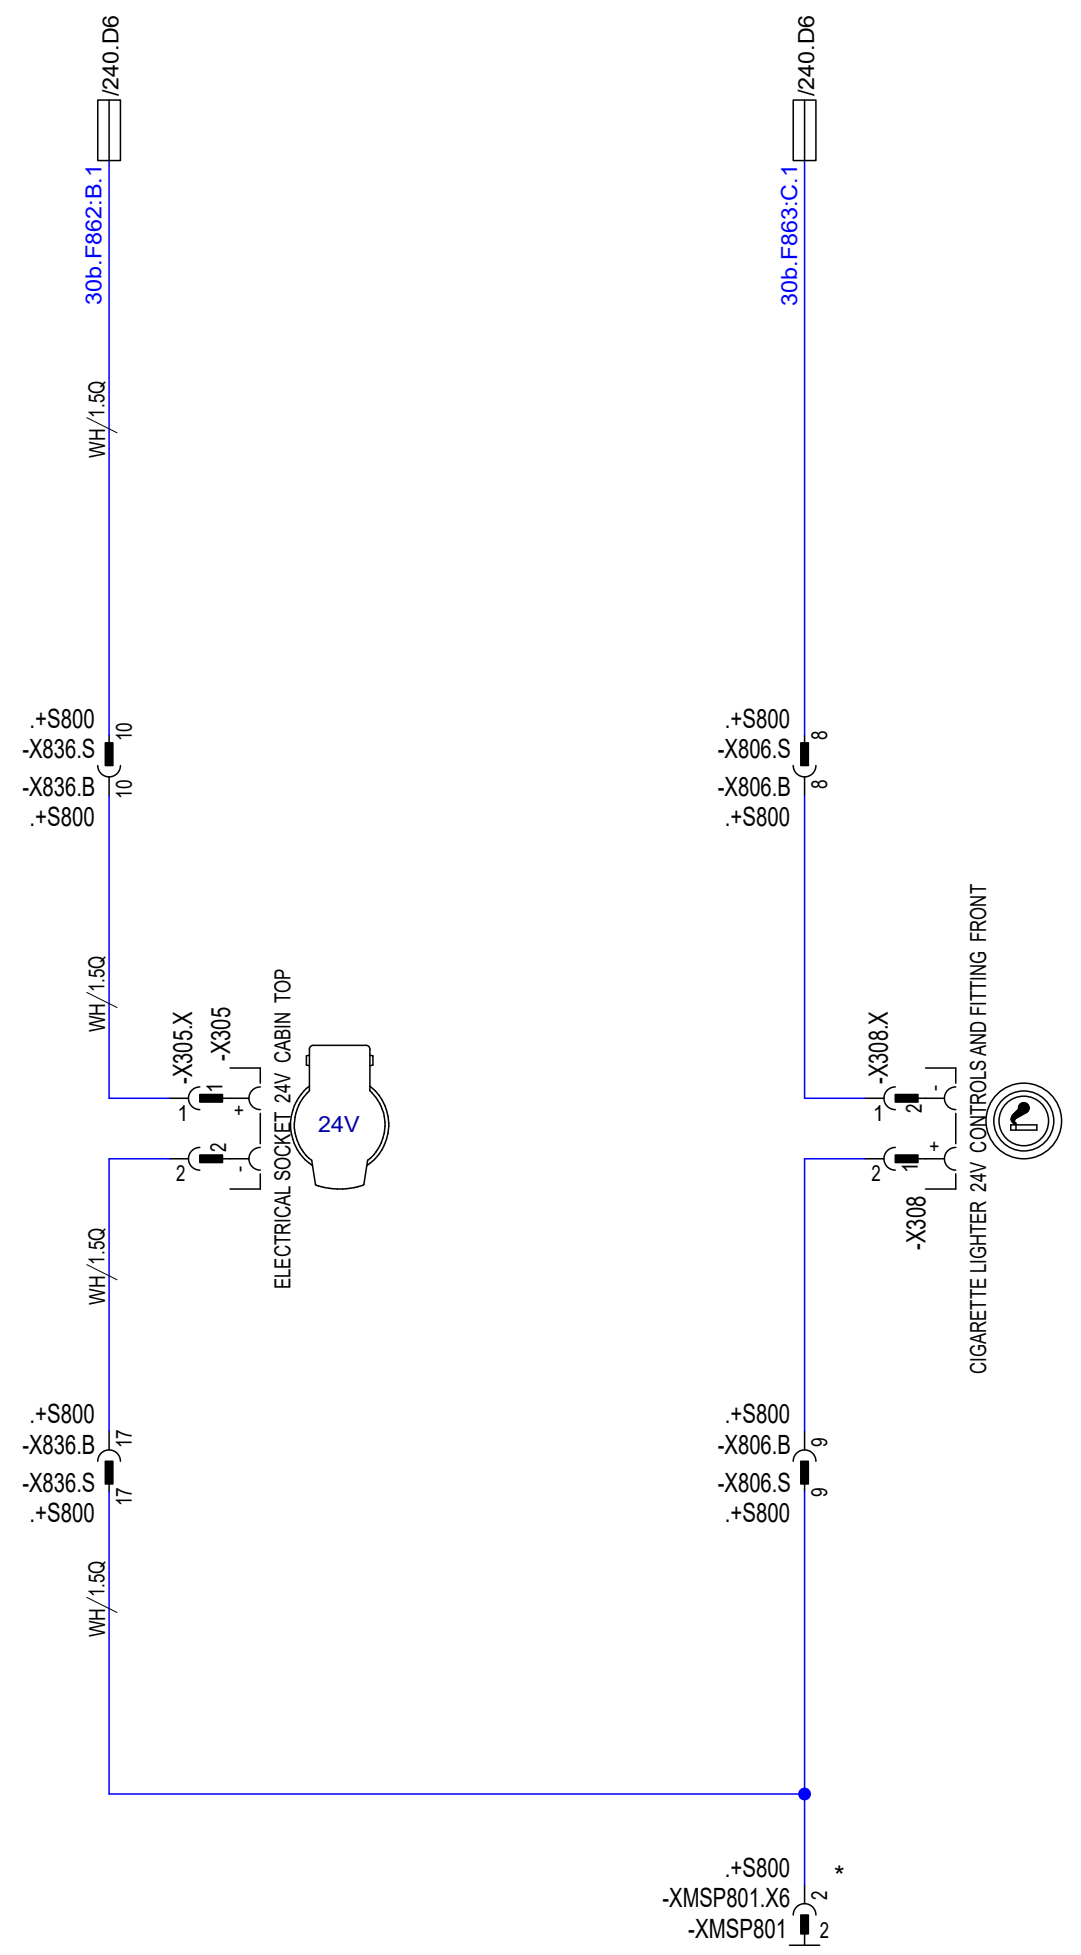 /240.D6
/240.D6
30b.F862:B.1
30b.F863:C.1
WH/1.5Q
.+S800
-X836.S
10
-X836.B
10
.+S800
.+S800
-X806.S
8
-X806.B
8
.+S800
WH/1.5Q
-X305.X
-X305
1
1
+
2
2
-
ELECTRICAL SOCKET 24V CABIN TOP
24V
-X308.X
1
2
-
2
1
+
-X308
CIGARETTE LIGHTER 24V CONTROLS AND FITTING FRONT
WH/1.5Q
.+S800
-X836.B
17
-X836.S
17
.+S800
.+S800
-X806.B
9
-X806.S
9
.+S800
WH/1.5Q
.+S800
*
-XMSP801.X6
2
-XMSP801
2